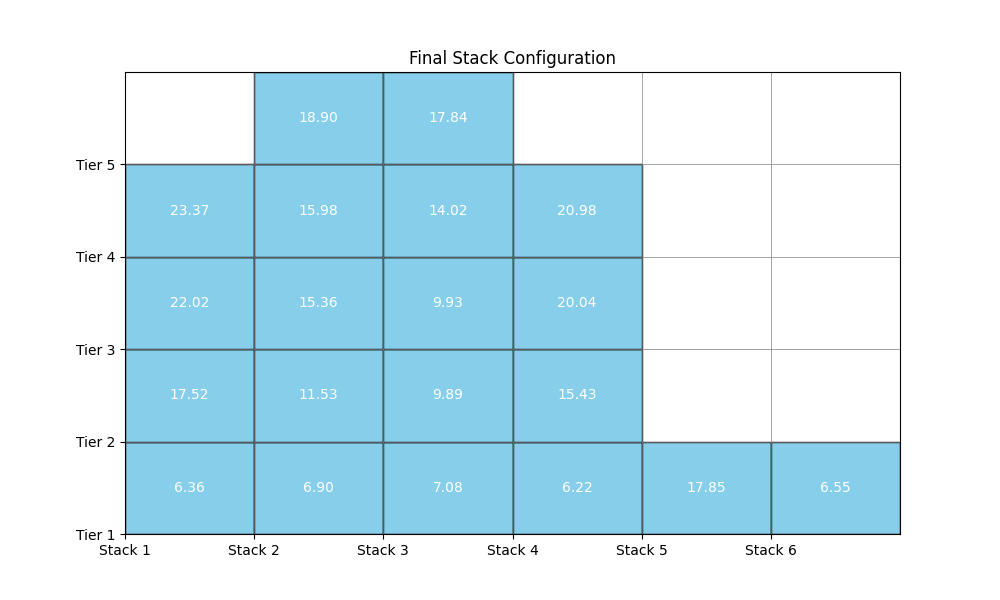 Final Stack Configuration
18.90 17.84
Tier 5
23.37 15.98 14.02 20.98
Tier 4
22.02 15.36 9.93 20.04
Tier 3
17.52 11.53 9.89 15.43
Tier 2
6.36 6.90 7.08 6.22 17.85 6.55
Tier 1
Stack 1 Stack 2 Stack 3 Stack 4 Stack 5 Stack 6